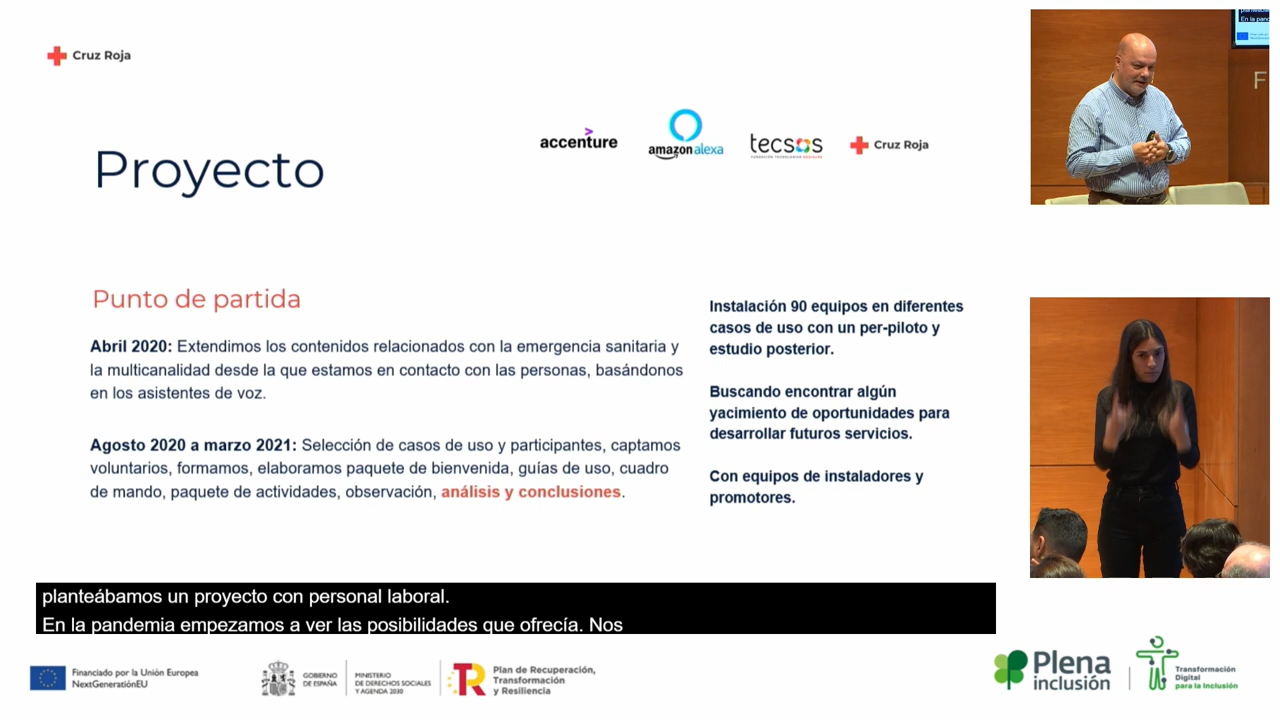 Cruz Roja
Proyecto
accenture
amazon alexa
tecsos
FUNDACIÓN TECNOLOGÍAS SOCIALES
Cruz Roja
F
Punto de partida
Abril 2020: Extendimos los contenidos relacionados con la emergencia sanitaria y
la multicanalidad desde la que estamos en contacto con las personas, basándonos
en los asistentes de voz.
Agosto 2020 a marzo 2021: Selección de casos de uso y participantes, captamos
voluntarios, formamos, elaboramos paquete de bienvenida, guías de uso, cuadro
de mando, paquete de actividades, observación, análisis y conclusiones.
Instalación 90 equipos en diferentes
casos de uso con un per-piloto y
estudio posterior.
Buscando encontrar algún
yacimiento de oportunidades para
desarrollar futuros servicios.
Con equipos de instaladores y
promotores.
planteábamos un proyecto con personal laboral.
En la pandemia empezamos a ver las posibilidades que ofrecía. Nos
Financiado por la Unión Europea
NextGenerationEU
GOBIERNO
DE ESPAÑA
MINISTERIO
DE DERECHOS SOCIALES
Y AGENDA 2030
Plan de Recuperación,
Transformación
y Resiliencia
Plena
inclusión
Transformación
Digital
para la Inclusión